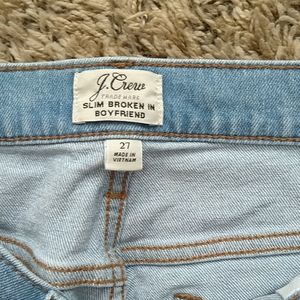 J.Crew
TRADE MARK
SLIM BROKEN IN
BOYFRIEND
27
MADE IN
VIETNAM